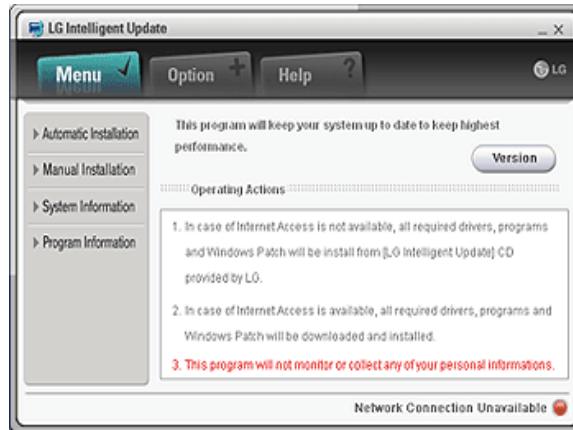 LG Intelligent Update
Menu
Option
Help
LG
Automatic Installation
Manual Installation
System Information
Program Information
This program will keep your system up to date to keep highest
performance.
Version
Operating Actions
1. In case of Internet Access is not available, all required drivers, programs
and Windows Patch will be install from [LG Intelligent Update] CD
provided by LG.
2. In case of Internet Access is available, all required drivers, programs and
Windows Patch will be downloaded and installed.
3. This program will not monitor or collect any of your personal informations.
Network Connection Unavailable